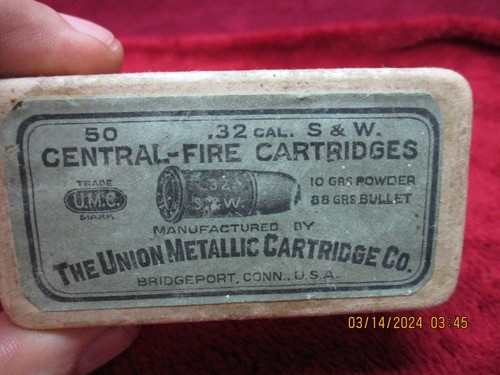 50 .32 CAL. S & W.
CENTRAL-FIRE CARTRIDGES
TRADE
U.M.C.
MARK
.32
S & W.
10 GRS POWDER
88 GRS BULLET
MANUFACTURED BY
THE UNION METALLIC CARTRIDGE CO.
BRIDGEPORT, CONN., U.S.A.
03/14/2024 03:45